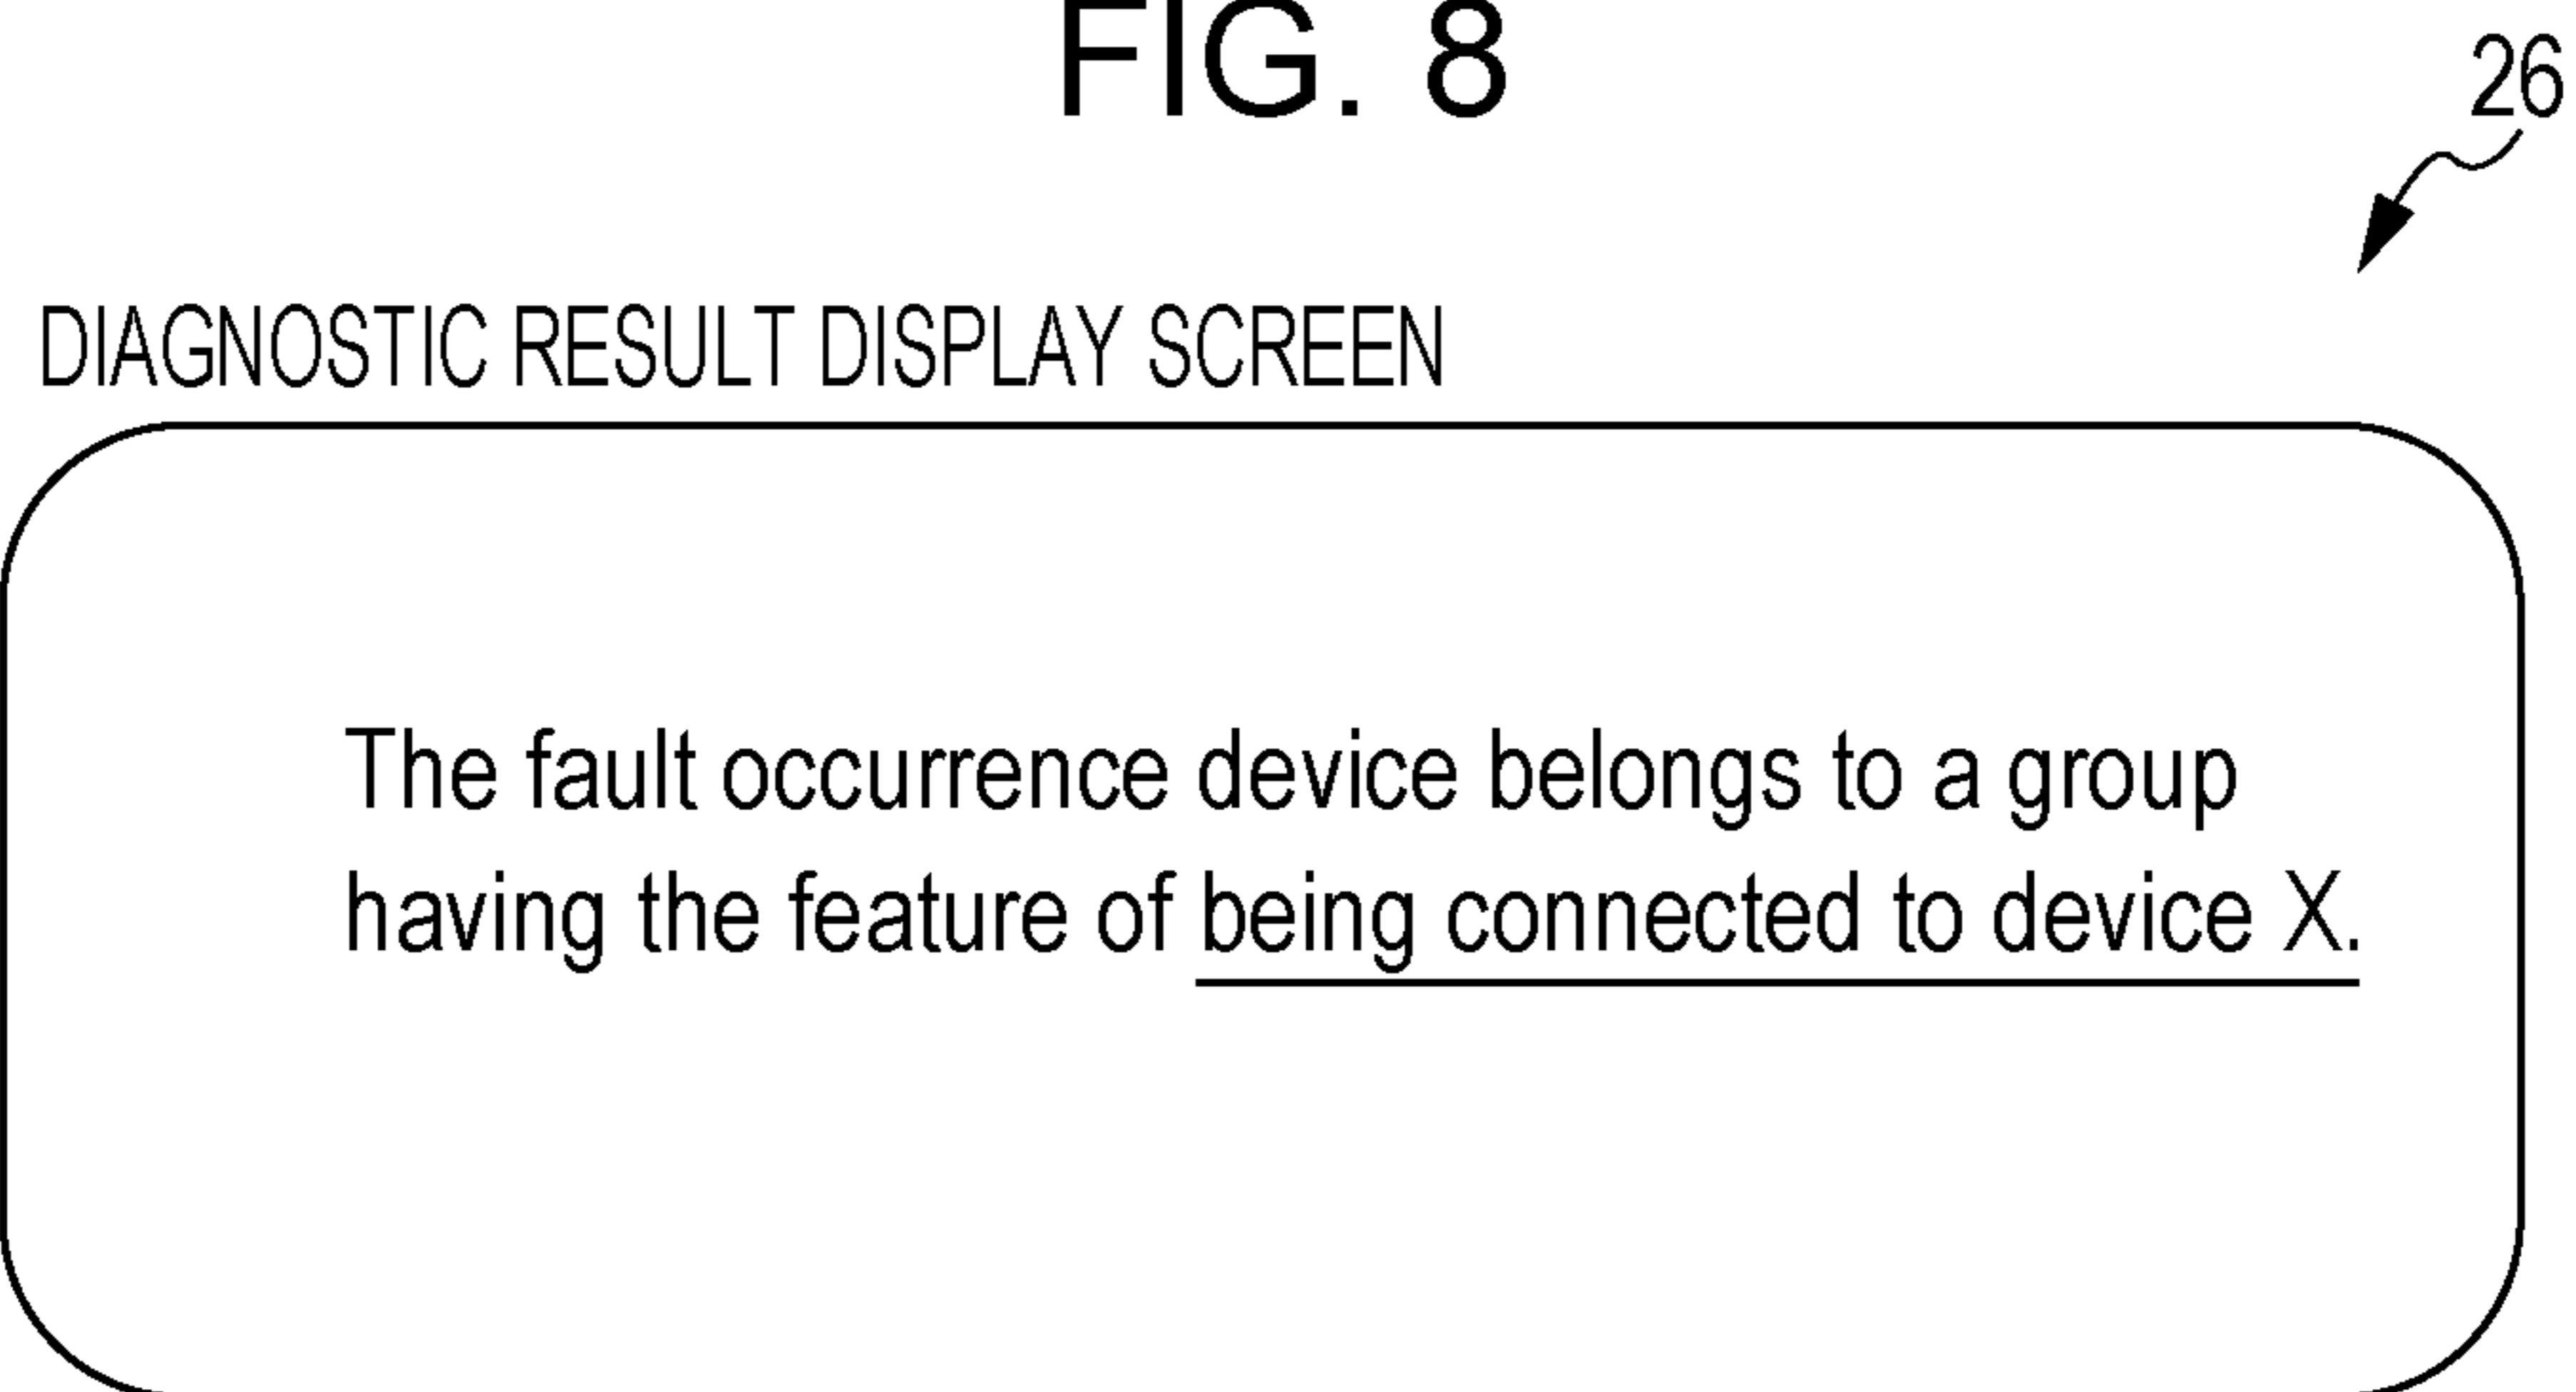 FIG. 8
26
DIAGNOSTIC RESULT DISPLAY SCREEN
The fault occurrence device belongs to a group
having the feature of being connected to device X.